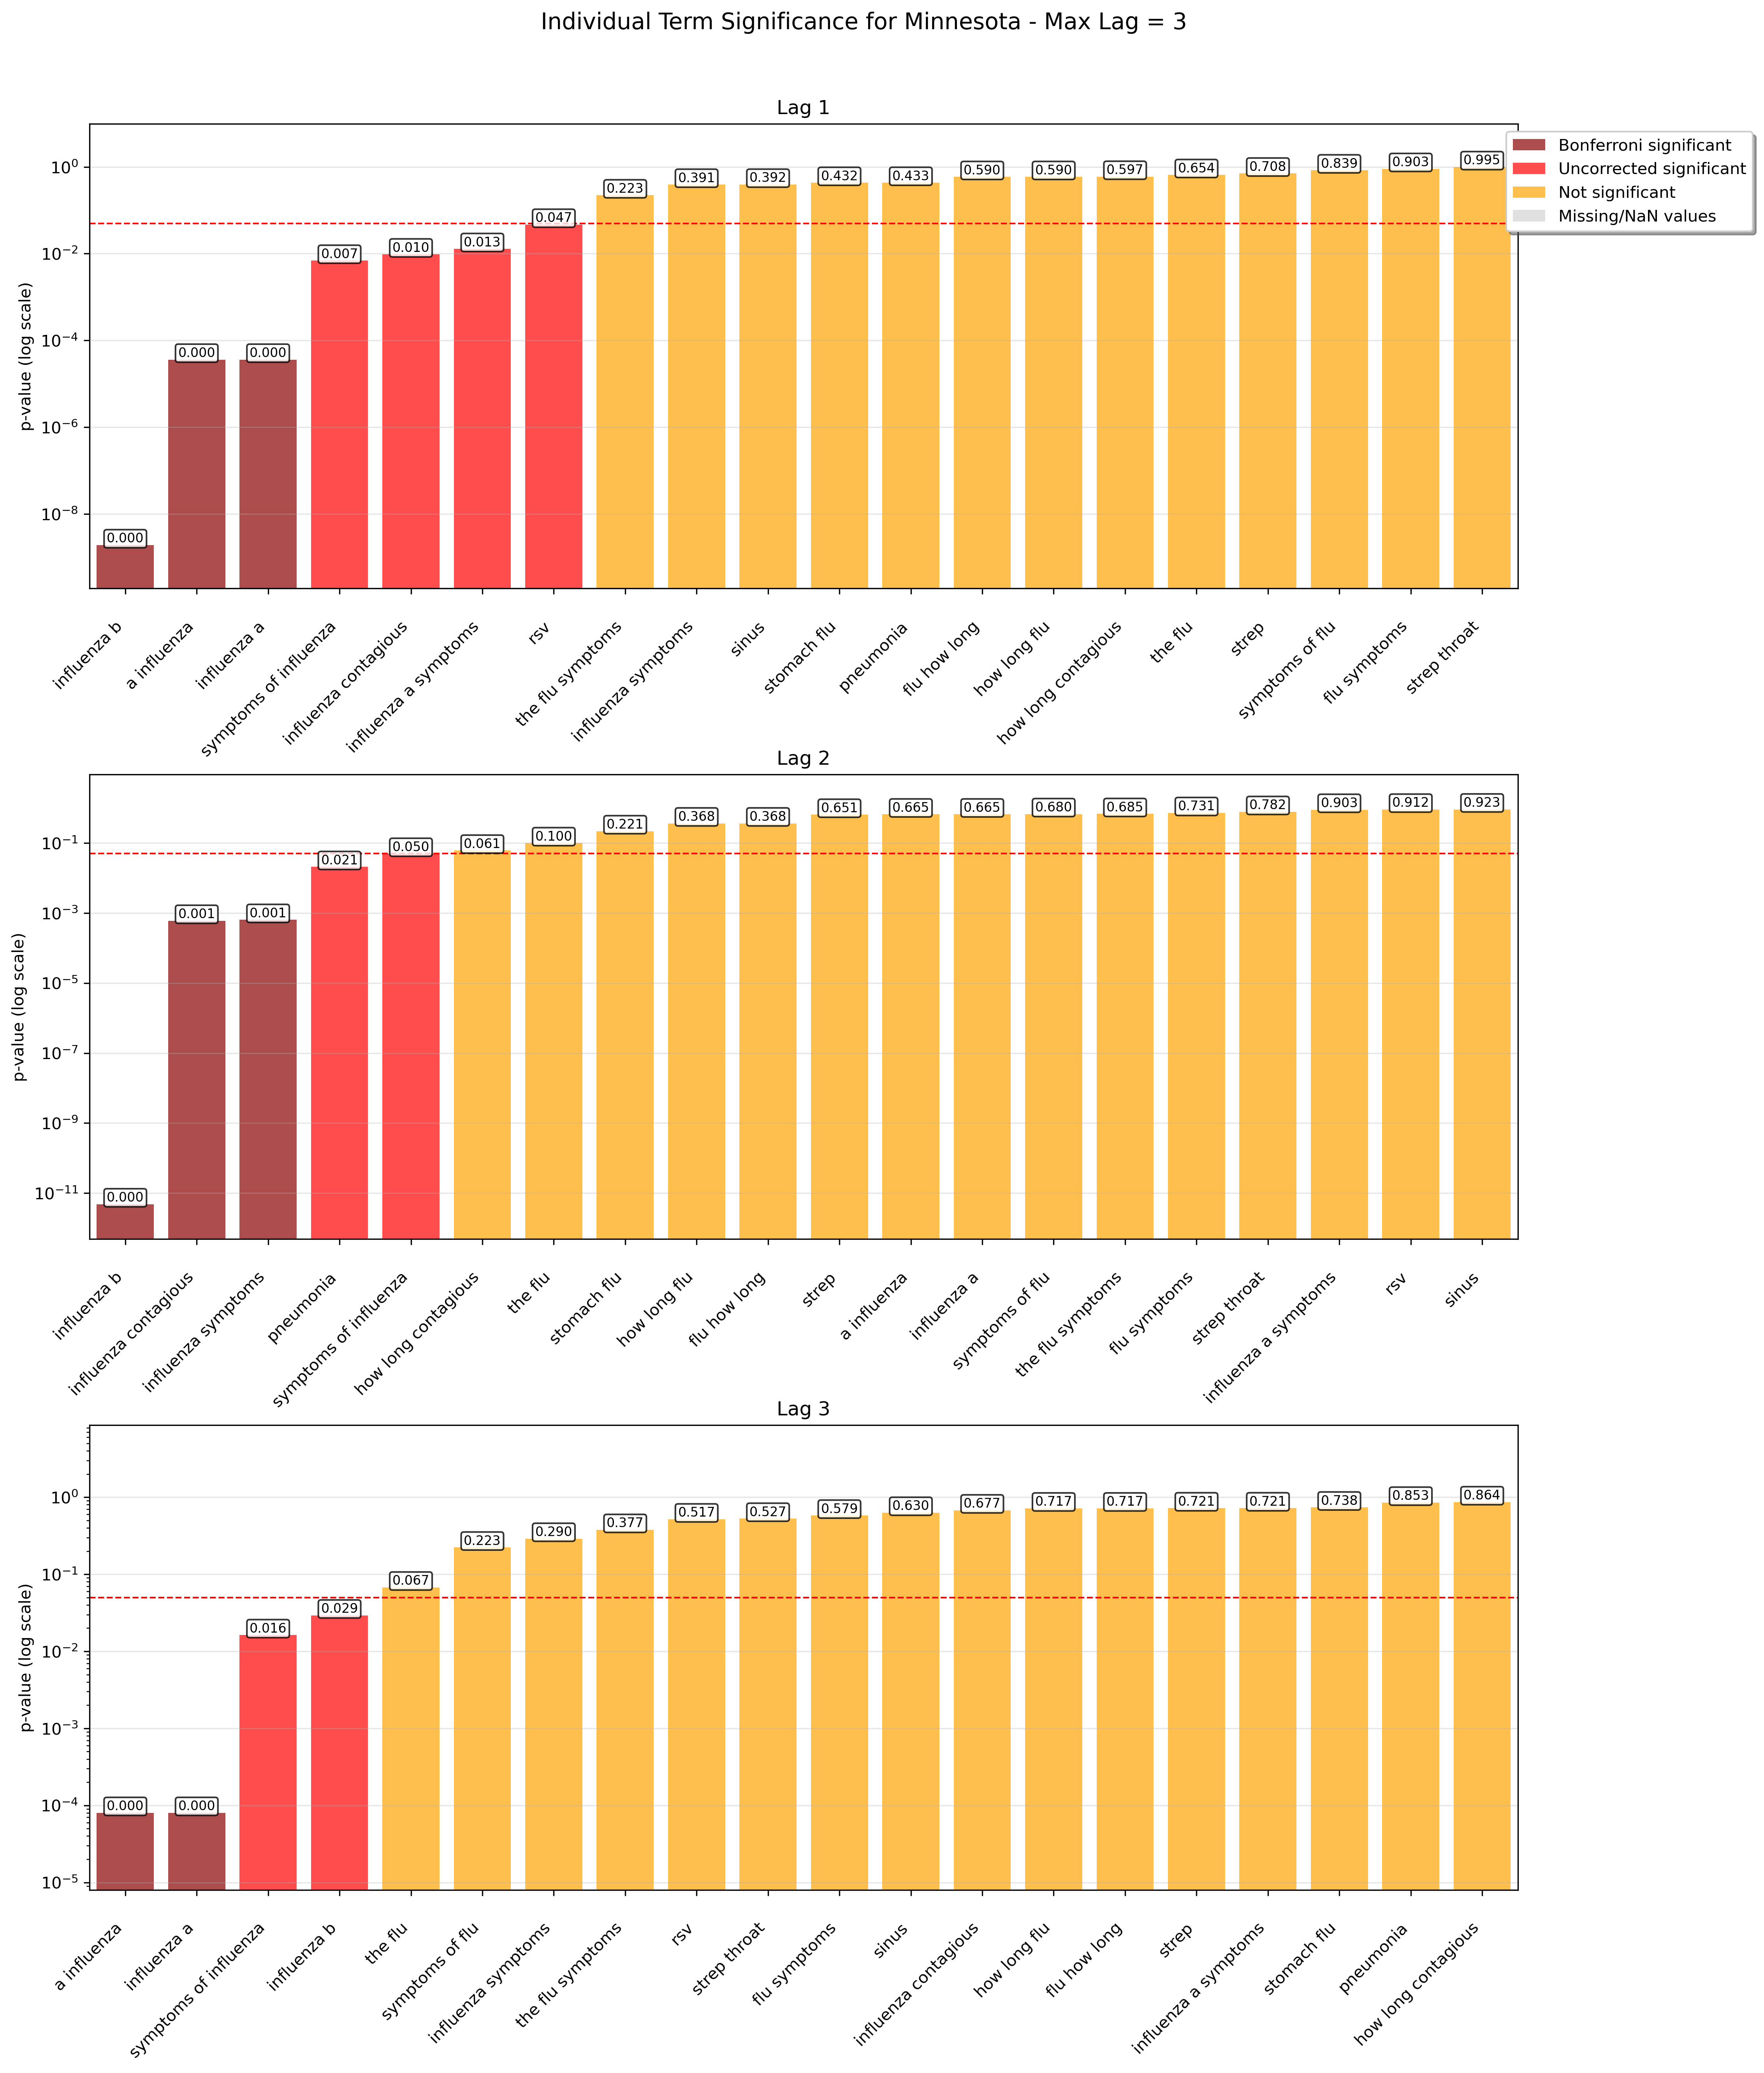 Individual Term Significance for Minnesota - Max Lag = 3
Lag 1
p-value (log scale)
10⁰
10⁻²
10⁻⁴
10⁻⁶
10⁻⁸
0.000
0.000
0.000
0.007
0.010
0.013
0.047
0.223
0.391
0.392
0.432
0.433
0.590
0.590
0.597
0.654
0.708
0.839
0.903
0.995
Bonferroni significant
Uncorrected significant
Not significant
Missing/NaN values
influenza b
a influenza
influenza a
symptoms of influenza
influenza contagious
influenza a symptoms
rsv
the flu symptoms
influenza symptoms
sinus
stomach flu
pneumonia
flu how long
how long flu
how long contagious
the flu
strep
symptoms of flu
flu symptoms
strep throat
Lag 2
p-value (log scale)
10⁻¹
10⁻³
10⁻⁵
10⁻⁷
10⁻⁹
10⁻¹¹
0.000
0.001
0.001
0.021
0.050
0.061
0.100
0.221
0.368
0.368
0.651
0.665
0.665
0.680
0.685
0.731
0.782
0.903
0.912
0.923
influenza b
influenza contagious
influenza symptoms
pneumonia
symptoms of influenza
how long contagious
the flu
stomach flu
how long flu
flu how long
strep
a influenza
influenza a
symptoms of flu
the flu symptoms
flu symptoms
strep throat
influenza a symptoms
rsv
sinus
Lag 3
p-value (log scale)
10⁰
10⁻¹
10⁻²
10⁻³
10⁻⁴
10⁻⁵
0.000
0.000
0.016
0.029
0.067
0.223
0.290
0.377
0.517
0.527
0.579
0.630
0.677
0.717
0.717
0.721
0.721
0.738
0.853
0.864
a influenza
influenza a
symptoms of influenza
influenza b
the flu
symptoms of flu
influenza symptoms
the flu symptoms
rsv
strep throat
flu symptoms
sinus
influenza contagious
how long flu
flu how long
strep
influenza a symptoms
stomach flu
pneumonia
how long contagious